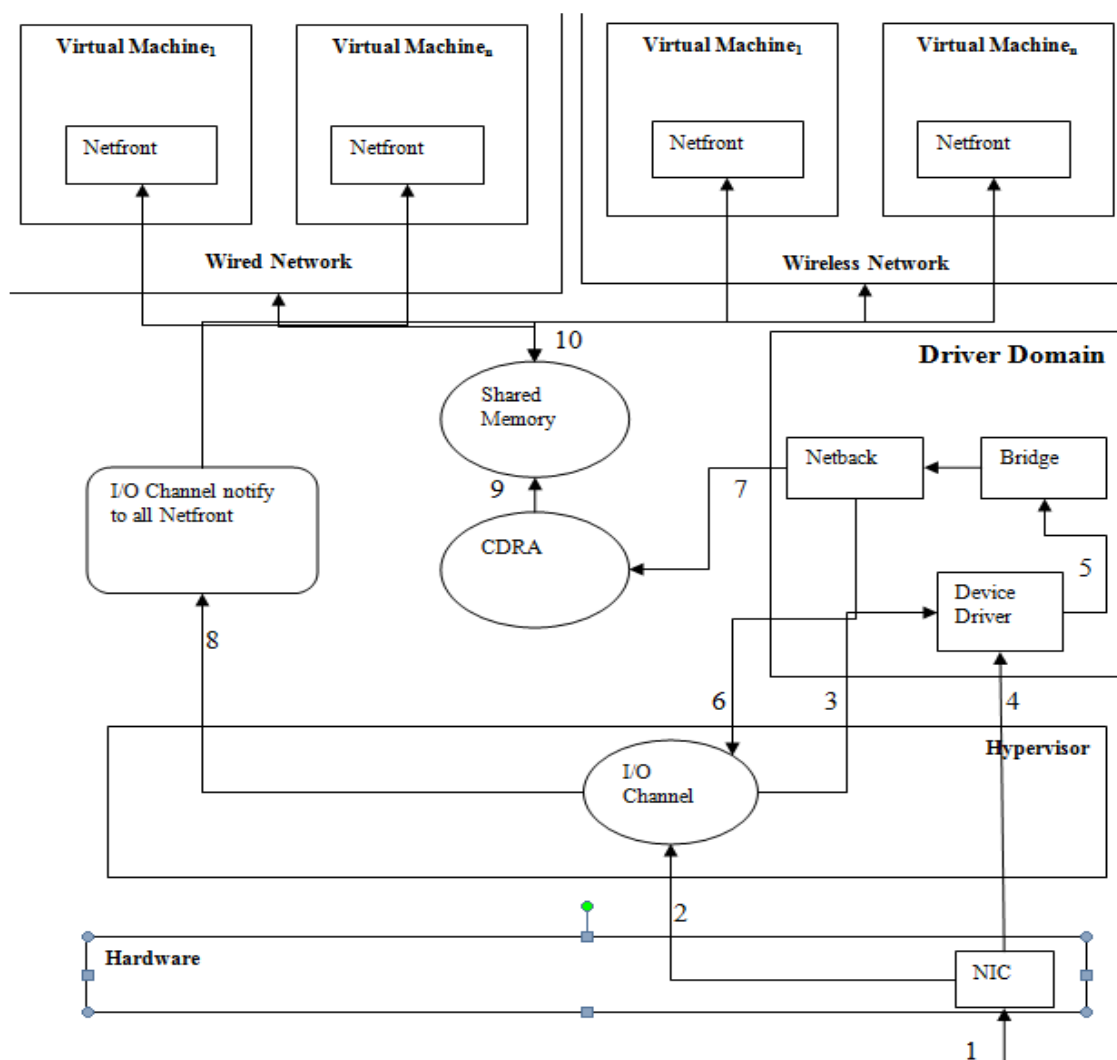 Virtual Machine1
Virtual Machinen
Virtual Machine1
Virtual Machinen
Netfront
Netfront
Netfront
Netfront
Wired Network
Wireless Network
10
Driver Domain
Shared
Memory
Netback
Bridge
I/O Channel notify
to all Netfront
9
7
CDRA
5
Device
Driver
8
6
3
4
Hypervisor
I/O
Channel
2
Hardware
NIC
1